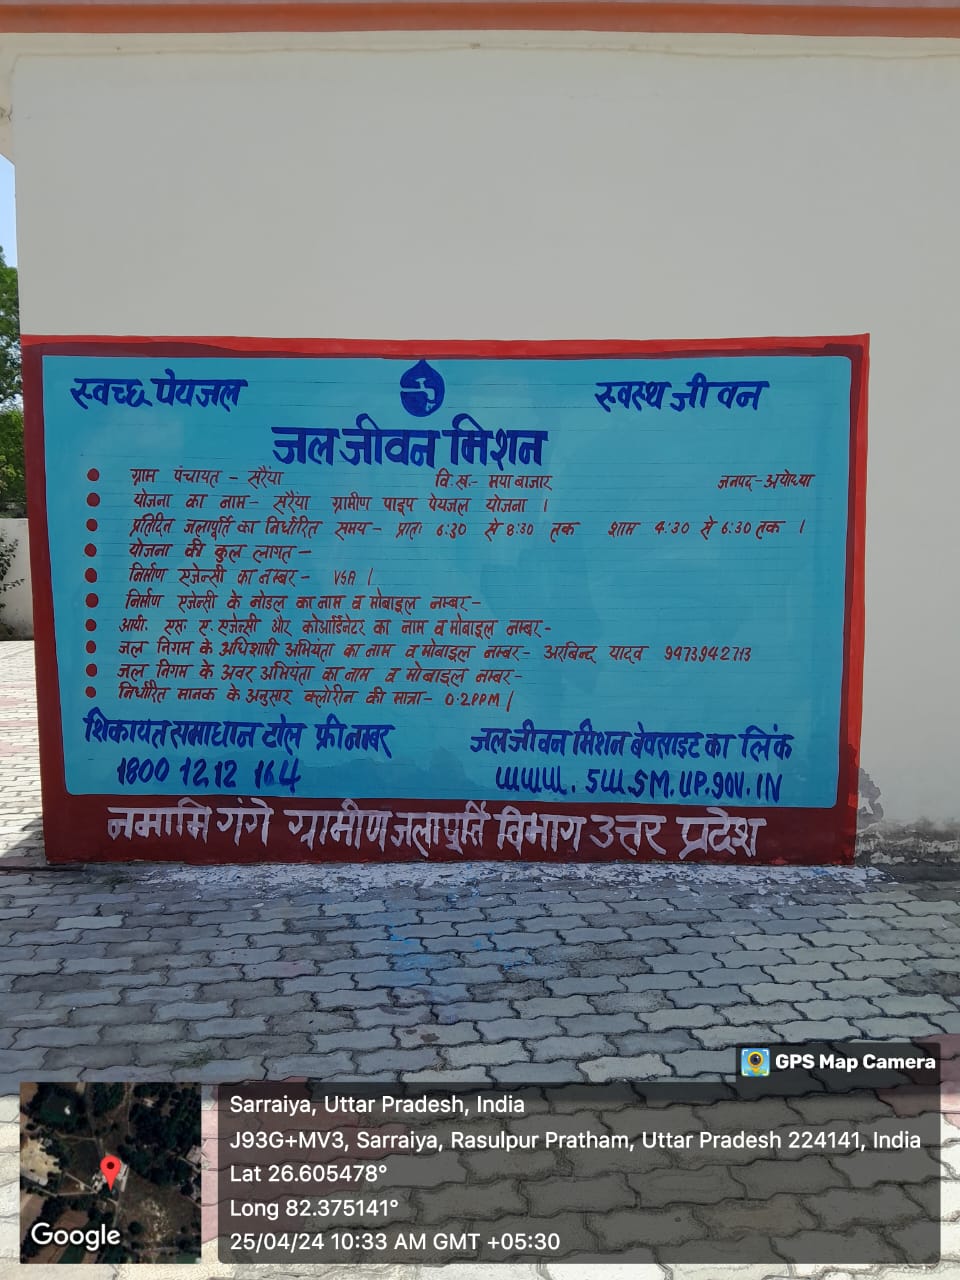 स्वच्छ पेयजल स्वस्थ जीवन
जल जीवन मिशन
ग्राम पंचायत - सरैंया वि.ख.- मया बाजार जनपद - अयोध्या
योजना का नाम - सरैंया ग्रामीण पाइप पेयजल योजना ।
प्रतिदिन जलापूर्ति का निर्धारित समय - प्रातः 6:30 से 8:30 तक शाम 4:30 से 6:30 तक ।
योजना की कुल लागत -
निर्माण एजेन्सी का नम्बर - VSA ।
निर्माण एजेन्सी के नोडल का नाम व मोबाइल नम्बर -
आयी. एस. ए. एजेन्सी और कोआर्डिनेटर का नाम व मोबाइल नम्बर -
जल निगम के अधिशाषी अभियंता का नाम व मोबाइल नम्बर - अरबिन्द यादव 9473942713
जल निगम के अवर अभियंता का नाम व मोबाइल नम्बर -
निर्धारित मानक के अनुसार क्लोरीन की मात्रा - 0.2PPM ।
शिकायत समाधान टोल फ्री नम्बर जल जीवन मिशन बेवसाइट का लिंक
1800 1212 164 WWW.SWSM.UP.GOV.IN
नमामि गंगे ग्रामीण जलापूर्ति विभाग उत्तर प्रदेश
GPS Map Camera
Sarraiya, Uttar Pradesh, India
J93G+MV3, Sarraiya, Rasulpur Pratham, Uttar Pradesh 224141, India
Lat 26.605478°
Long 82.375141°
25/04/24 10:33 AM GMT +05:30
Google